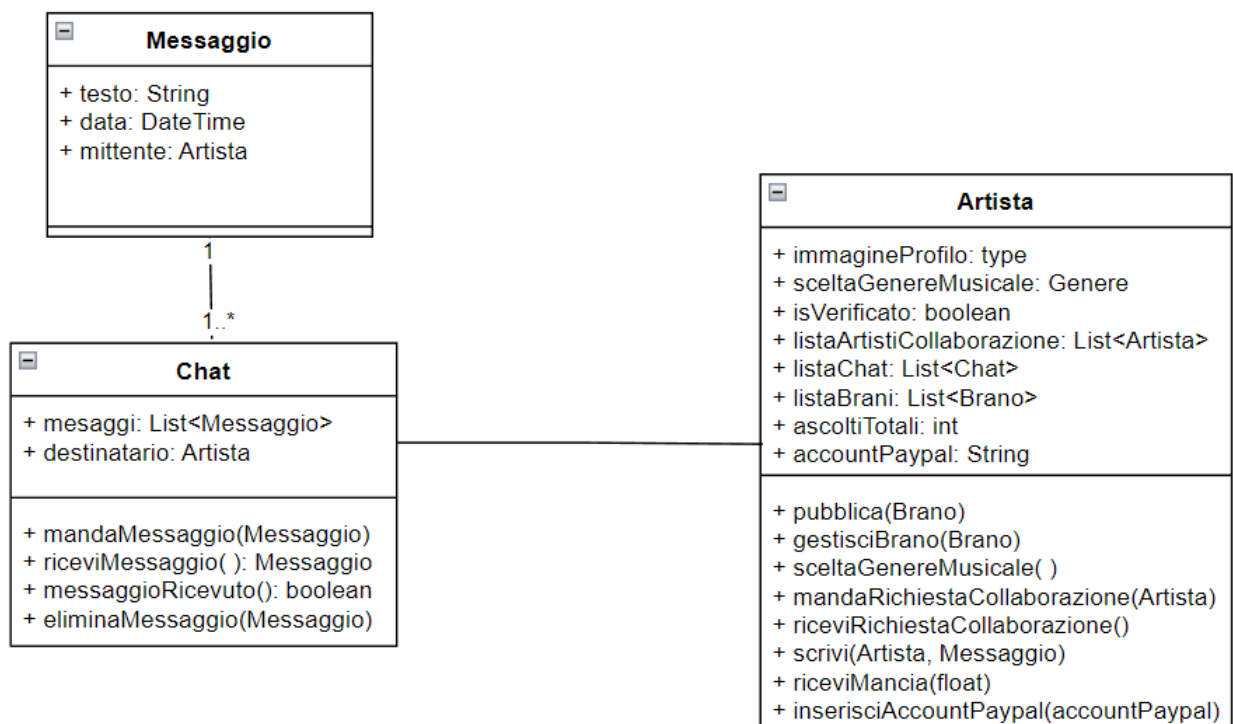 Messaggio
+ testo: String
+ data: DateTime
+ mittente: Artista
1
1..*
Chat
+ mesaggi: List<Messaggio>
+ destinatario: Artista
+ mandaMessaggio(Messaggio)
+ riceviMessaggio( ): Messaggio
+ messaggioRicevuto(): boolean
+ eliminaMessaggio(Messaggio)
Artista
+ immagineProfilo: type
+ sceltaGenereMusicale: Genere
+ isVerificato: boolean
+ listaArtistiCollaborazione: List<Artista>
+ listaChat: List<Chat>
+ listaBrani: List<Brano>
+ ascoltiTotali: int
+ accountPaypal: String
+ pubblica(Brano)
+ gestisciBrano(Brano)
+ sceltaGenereMusicale( )
+ mandaRichiestaCollaborazione(Artista)
+ riceviRichiestaCollaborazione()
+ scrivi(Artista, Messaggio)
+ riceviMancia(float)
+ inserisciAccountPaypal(accountPaypal)